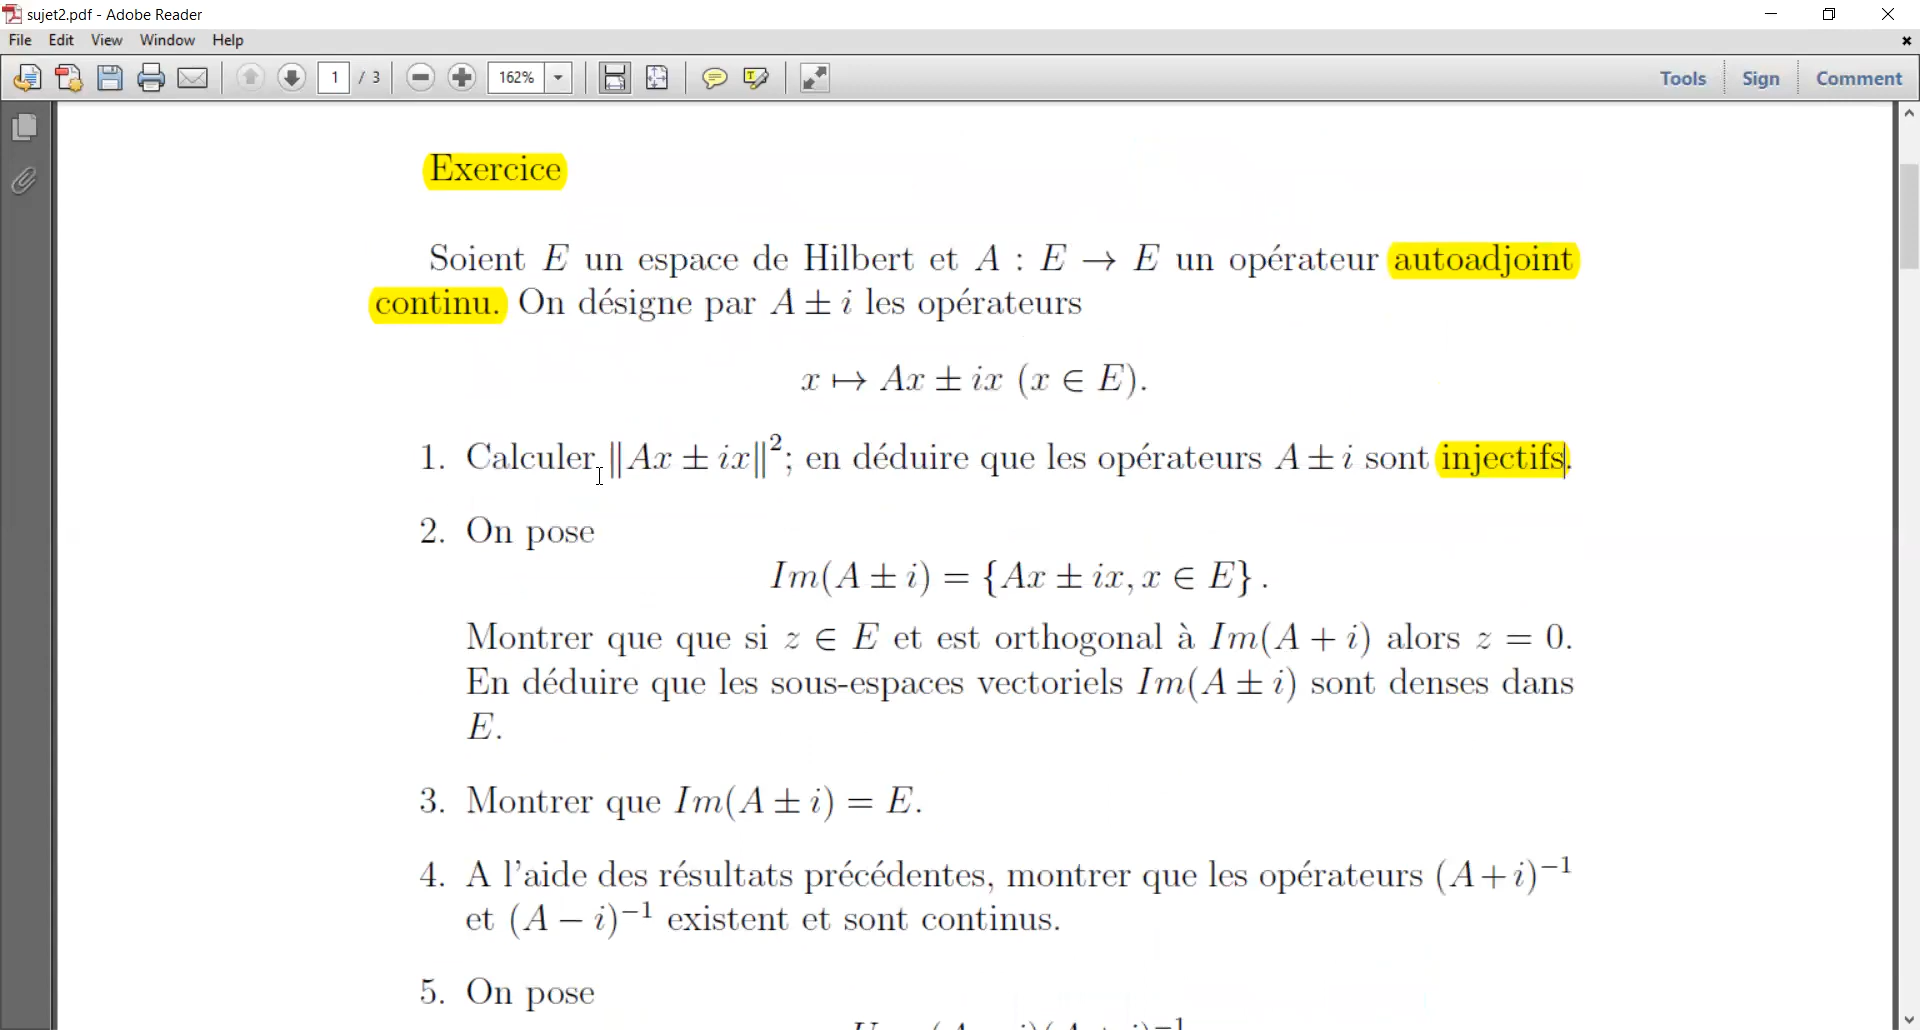 sujet2.pdf - Adobe Reader
File Edit View Window Help
1 / 3 162% Tools Sign Comment
Exercice
Soient E un espace de Hilbert et A : E → E un opérateur autoadjoint
continu. On désigne par A ± i les opérateurs
x ↦ Ax ± ix (x ∈ E).
1. Calculer ‖Ax ± ix‖²; en déduire que les opérateurs A ± i sont injectifs.
2. On pose
Im(A ± i) = {Ax ± ix, x ∈ E} .
Montrer que que si z ∈ E et est orthogonal à Im(A + i) alors z = 0.
En déduire que les sous-espaces vectoriels Im(A ± i) sont denses dans
E.
3. Montrer que Im(A ± i) = E.
4. A l'aide des résultats précédentes, montrer que les opérateurs (A+i)⁻¹
et (A − i)⁻¹ existent et sont continus.
5. On pose